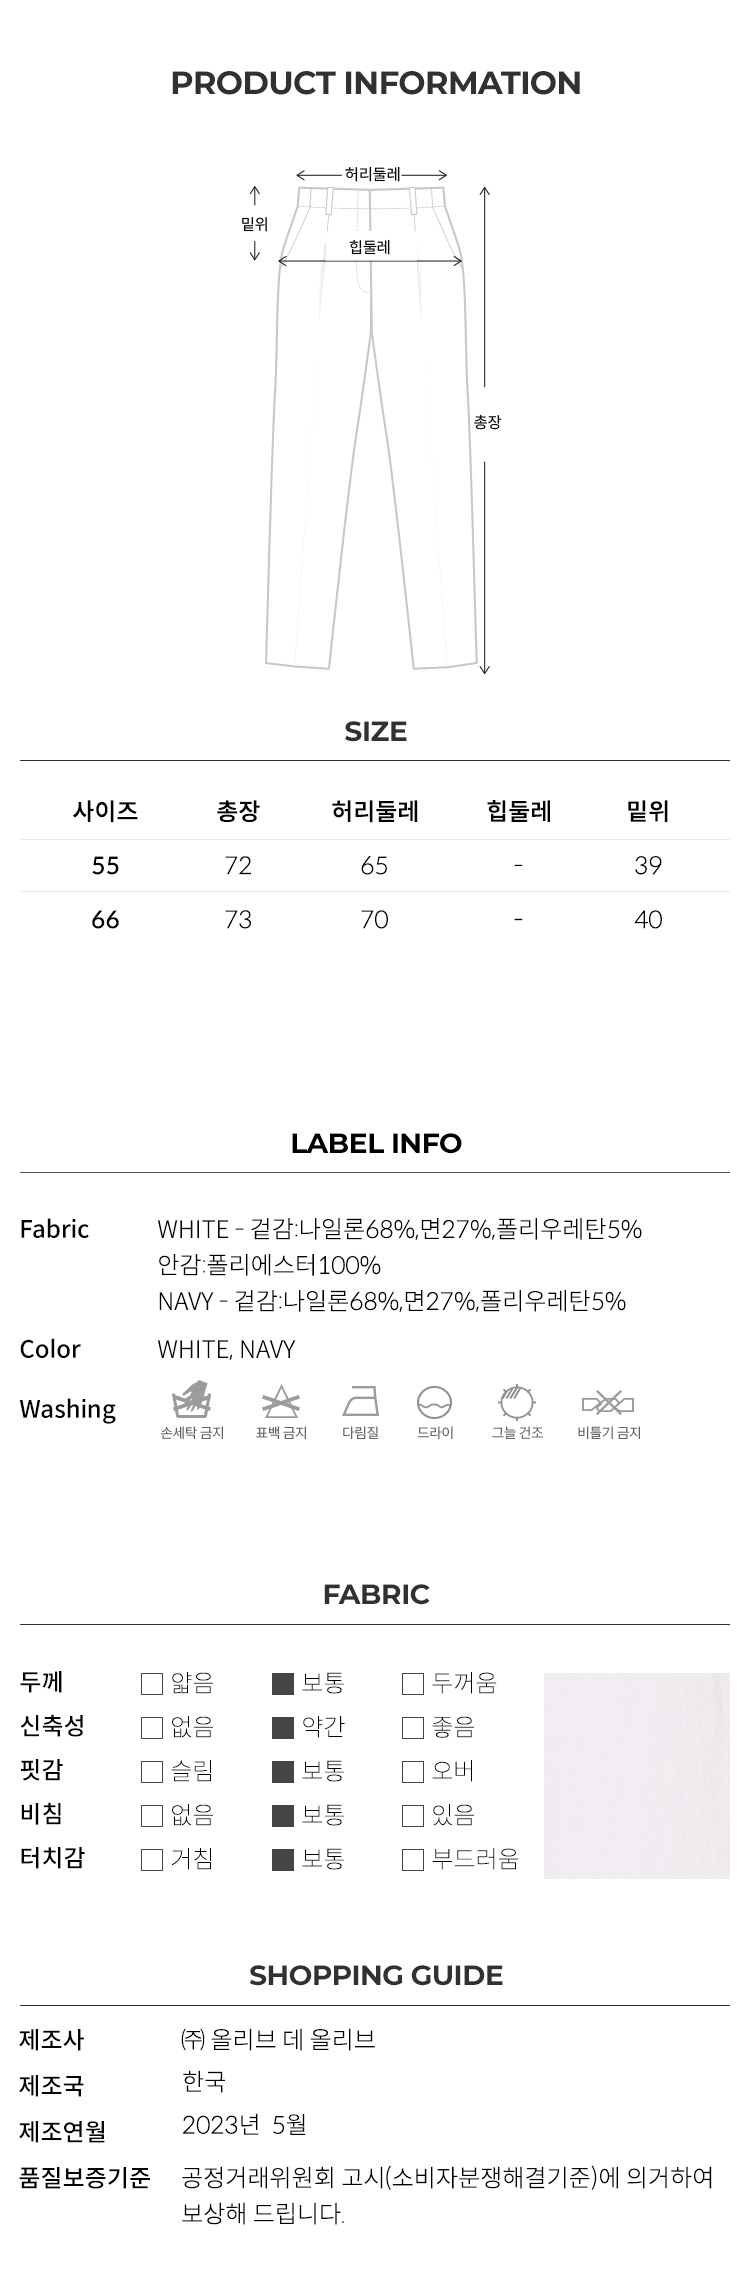 PRODUCT INFORMATION
허리둘레
밑위
힙둘레
총장
SIZE
사이즈 총장 허리둘레 힙둘레 밑위
55 72 65 - 39
66 73 70 - 40
LABEL INFO
Fabric WHITE - 겉감:나일론68%,면27%,폴리우레탄5%
안감:폴리에스터100%
NAVY - 겉감:나일론68%,면27%,폴리우레탄5%
Color WHITE, NAVY
Washing
손세탁 금지 표백 금지 다림질 드라이 그늘 건조 비틀기 금지
FABRIC
두께 얇음 보통 두꺼움
신축성 없음 약간 좋음
핏감 슬림 보통 오버
비침 없음 보통 있음
터치감 거침 보통 부드러움
SHOPPING GUIDE
제조사 ㈜ 올리브 데 올리브
제조국 한국
제조연월 2023년 5월
품질보증기준 공정거래위원회 고시(소비자분쟁해결기준)에 의거하여
보상해 드립니다.